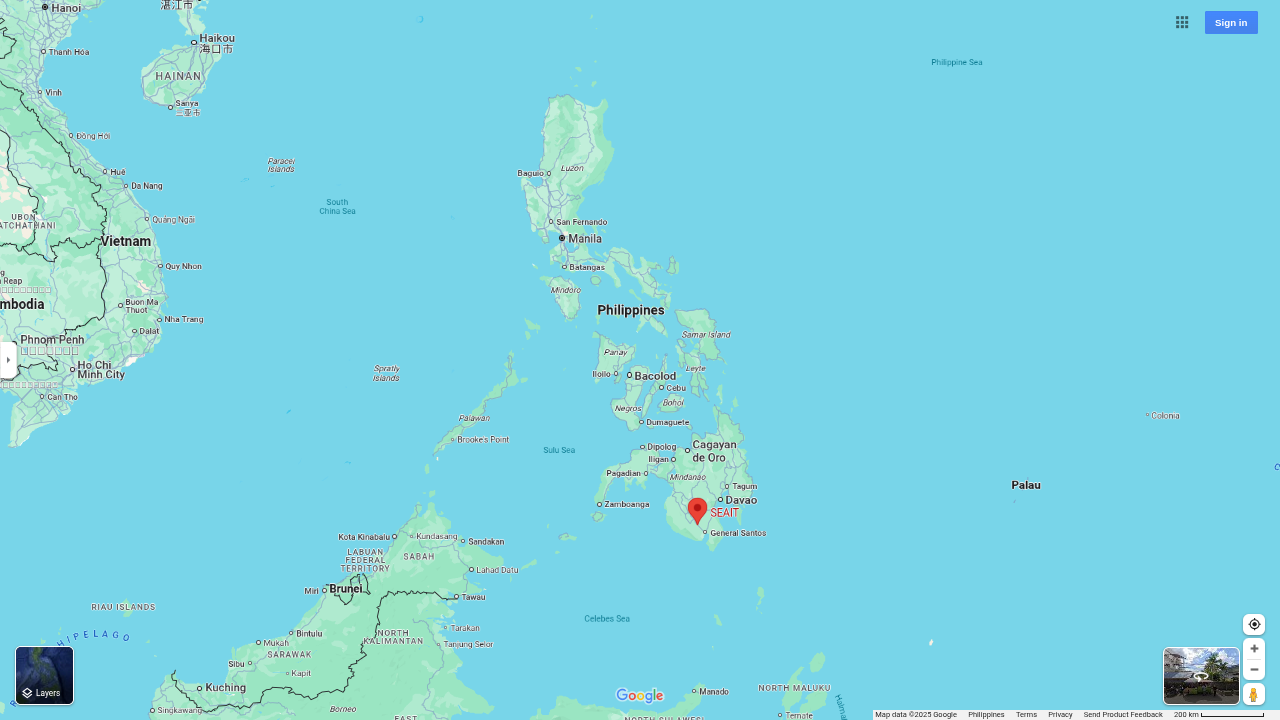 Hanoi
湛江市
Sign in
Haikou
海口市
Thanh Hóa
Philippine Sea
HAINAN
Vinh
Sanya
三亚市
Đồng Hới
Paracel
Islands
Luzon
Huế
Baguio
Da Nang
South
China Sea
UBON
ATCHATHANI
Quảng Ngãi
San Fernando
Manila
Vietnam
Quy Nhon
Batangas
Reap
Mindoro
mbodia
Buon Ma
Thuot
Philippines
Nha Trang
Dalat
Samar Island
Phnom Penh
Panay
Ho Chi
Minh City
Spratly
Islands
Leyte
Iloilo
Bacolod
Cebu
Can Tho
Bohol
Negros
Colonia
Palawan
Dumaguete
Brooke's Point
Sulu Sea
Dipolog
Cagayan
de Oro
Iligan
Pagadian
Mindanao
Tagum
Palau
Davao
Zamboanga
SEAIT
General Santos
Kota Kinabalu
Kundasang
Sandakan
LABUAN
FEDERAL
TERRITORY
SABAH
Lahad Datu
Miri
Brunei
Tawau
RIAU ISLANDS
Celebes Sea
Tarakan
HIPELAGO
Bintulu
NORTH
KALIMANTAN
Mukah
Tanjung Selor
SARAWAK
Sibu
Kapit
Layers
Kuching
Google
Manado
NORTH MALUKU
Singkawang
Borneo
EAST
NORTH SULAWESI
Ternate
Map data ©2025 Google
Philippines
Terms
Privacy
Send Product Feedback
200 km